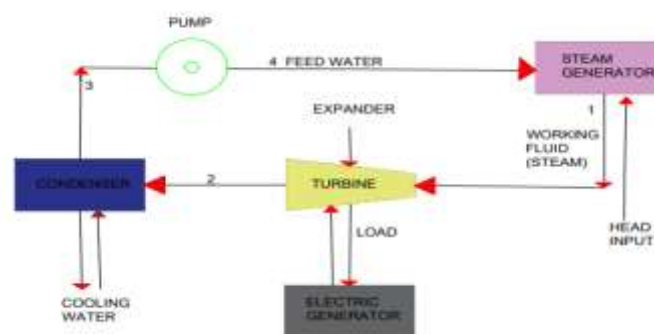 PUMP
4 FEED WATER
STEAM
GENERATOR
3
1
EXPANDER
WORKING
FLUID
(STEAM)
CONDENSER
2
TURBINE
LOAD
HEAD
INPUT
COOLING
WATER
ELECTRIC
GENERATOR